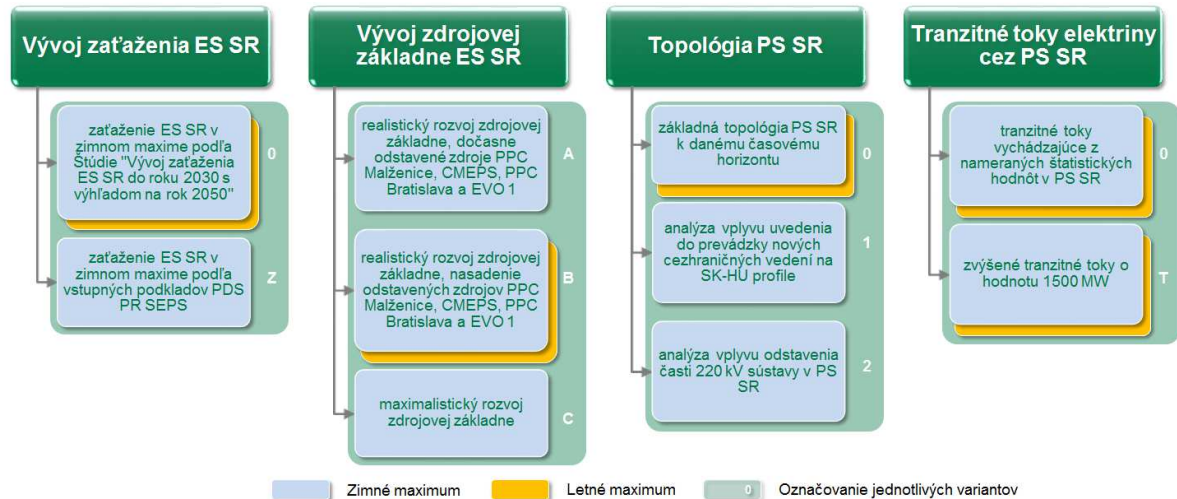 Vývoj zaťaženia ES SR
zaťaženie ES SR v
zimnom maxime podľa
Štúdie "Vývoj zaťaženia
ES SR do roku 2030 s
výhľadom na rok 2050"
0
zaťaženie ES SR v
zimnom maxime podľa
vstupných podkladov PDS
PR SEPS
Z
Vývoj zdrojovej
základne ES SR
realistický rozvoj zdrojovej
základne, dočasne
odstavené zdroje PPC
Malženice, CMEPS, PPC
Bratislava a EVO 1
A
realistický rozvoj zdrojovej
základne, nasadenie
odstavených zdrojov PPC
Malženice, CMEPS, PPC
Bratislava a EVO 1
B
maximalistický rozvoj
zdrojovej základne
C
Topológia PS SR
základná topológia PS SR
k danému časovému
horizontu
0
analýza vplyvu uvedenia
do prevádzky nových
cezhraničných vedení na
SK-HU profile
1
analýza vplyvu odstavenia
časti 220 kV sústavy v PS
SR
2
Tranzitné toky elektriny
cez PS SR
tranzitné toky
vychádzajúce z
nameraných štatistických
hodnôt v PS SR
0
zvýšené tranzitné toky o
hodnotu 1500 MW
T
Zimné maximum
Letné maximum
0
Označovanie jednotlivých variantov